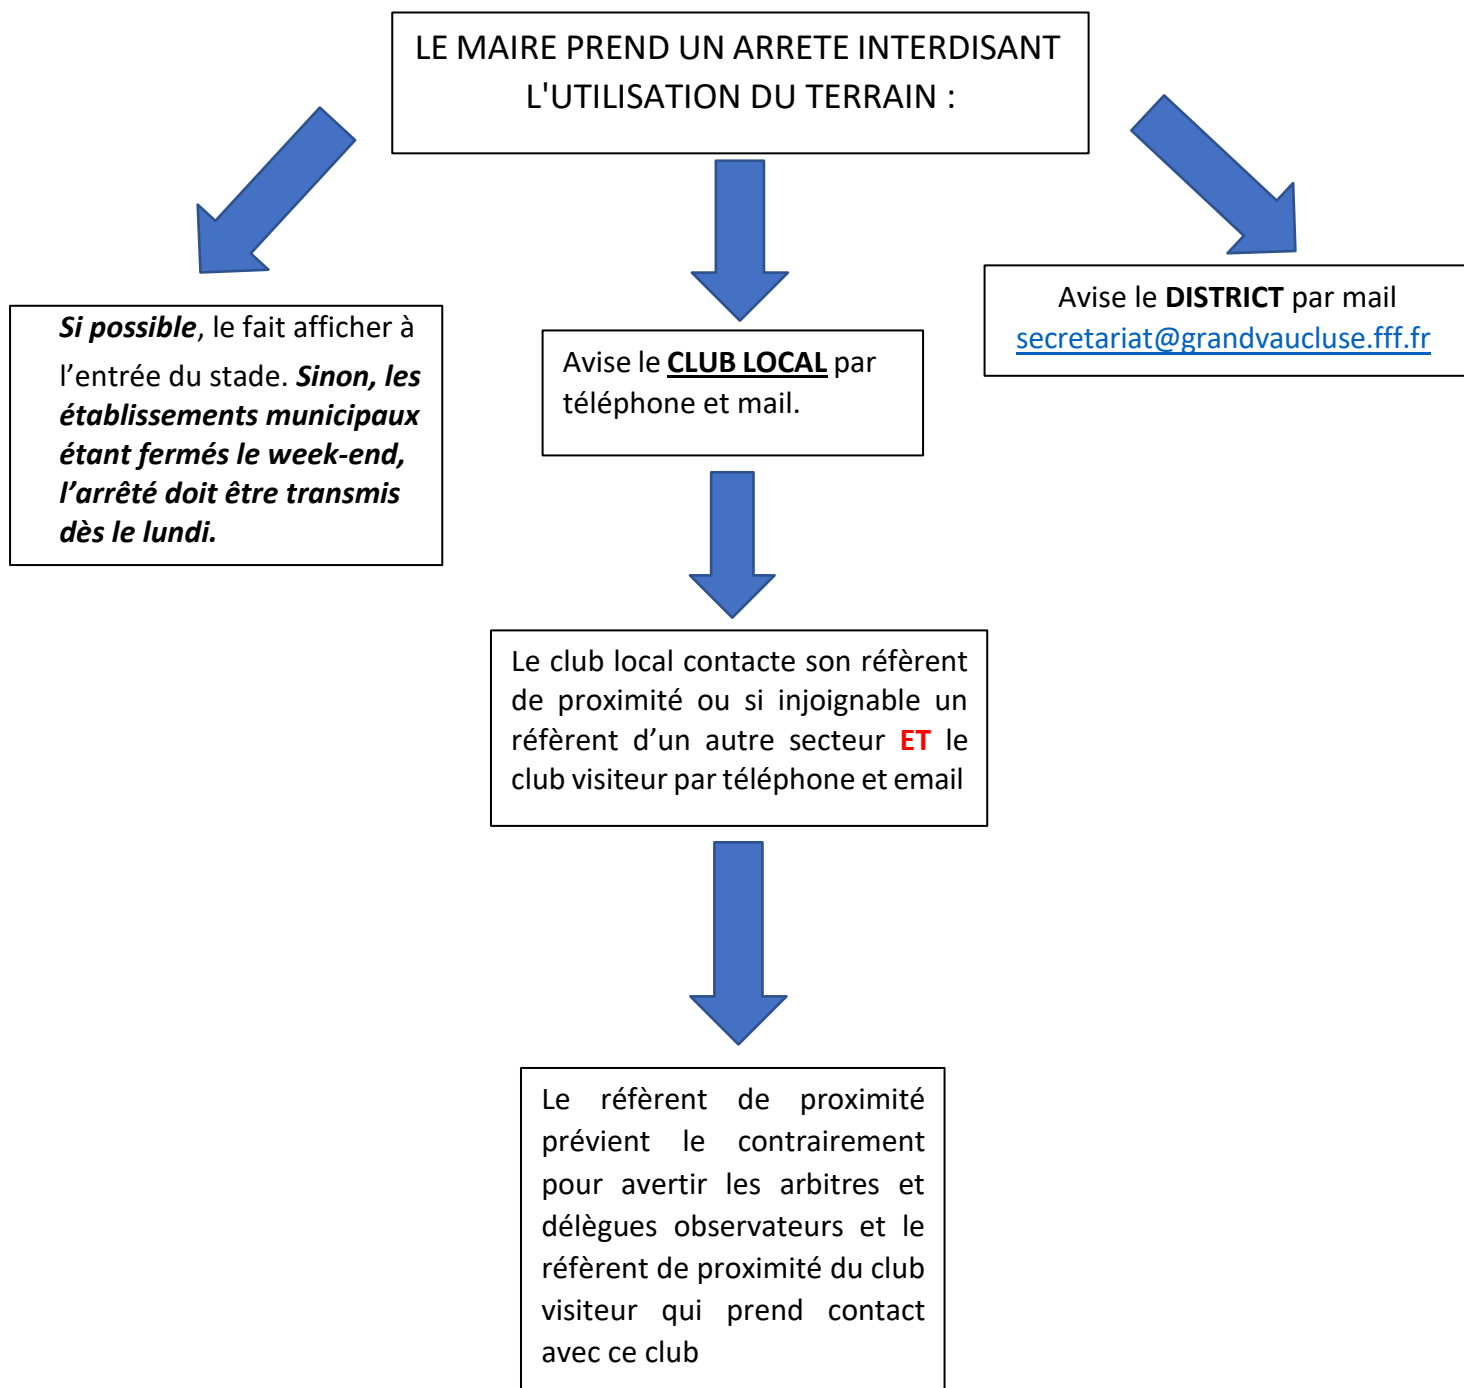 LE MAIRE PREND UN ARRETE INTERDISANT
L'UTILISATION DU TERRAIN :
Si possible, le fait afficher à
l’entrée du stade. Sinon, les
établissements municipaux
étant fermés le week-end,
l’arrêté doit être transmis
dès le lundi.
Avise le CLUB LOCAL par
téléphone et mail.
Avise le DISTRICT par mail
secretariat@grandvaucluse.fff.fr
Le club local contacte son réfèrent
de proximité ou si injoignable un
réfèrent d’un autre secteur ET le
club visiteur par téléphone et email
Le réfèrent de proximité
prévient le contrairement
pour avertir les arbitres et
délègues observateurs et le
réfèrent de proximité du club
visiteur qui prend contact
avec ce club